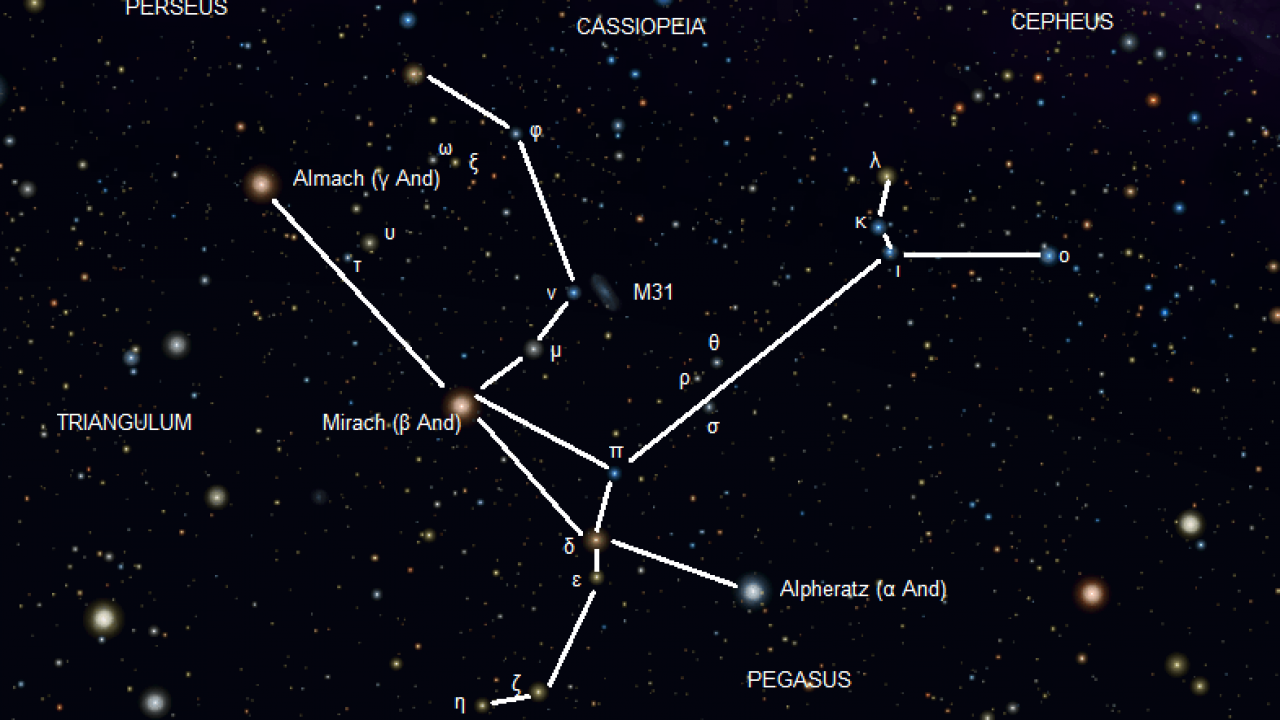 PERSEUS
CASSIOPEIA
CEPHEUS
φ
ω
ξ
λ
Almach (γ And)
κ
υ
τ
ι
ο
ν
M31
θ
μ
ρ
TRIANGULUM
Mirach (β And)
σ
π
δ
ε
Alpheratz (α And)
PEGASUS
ζ
η